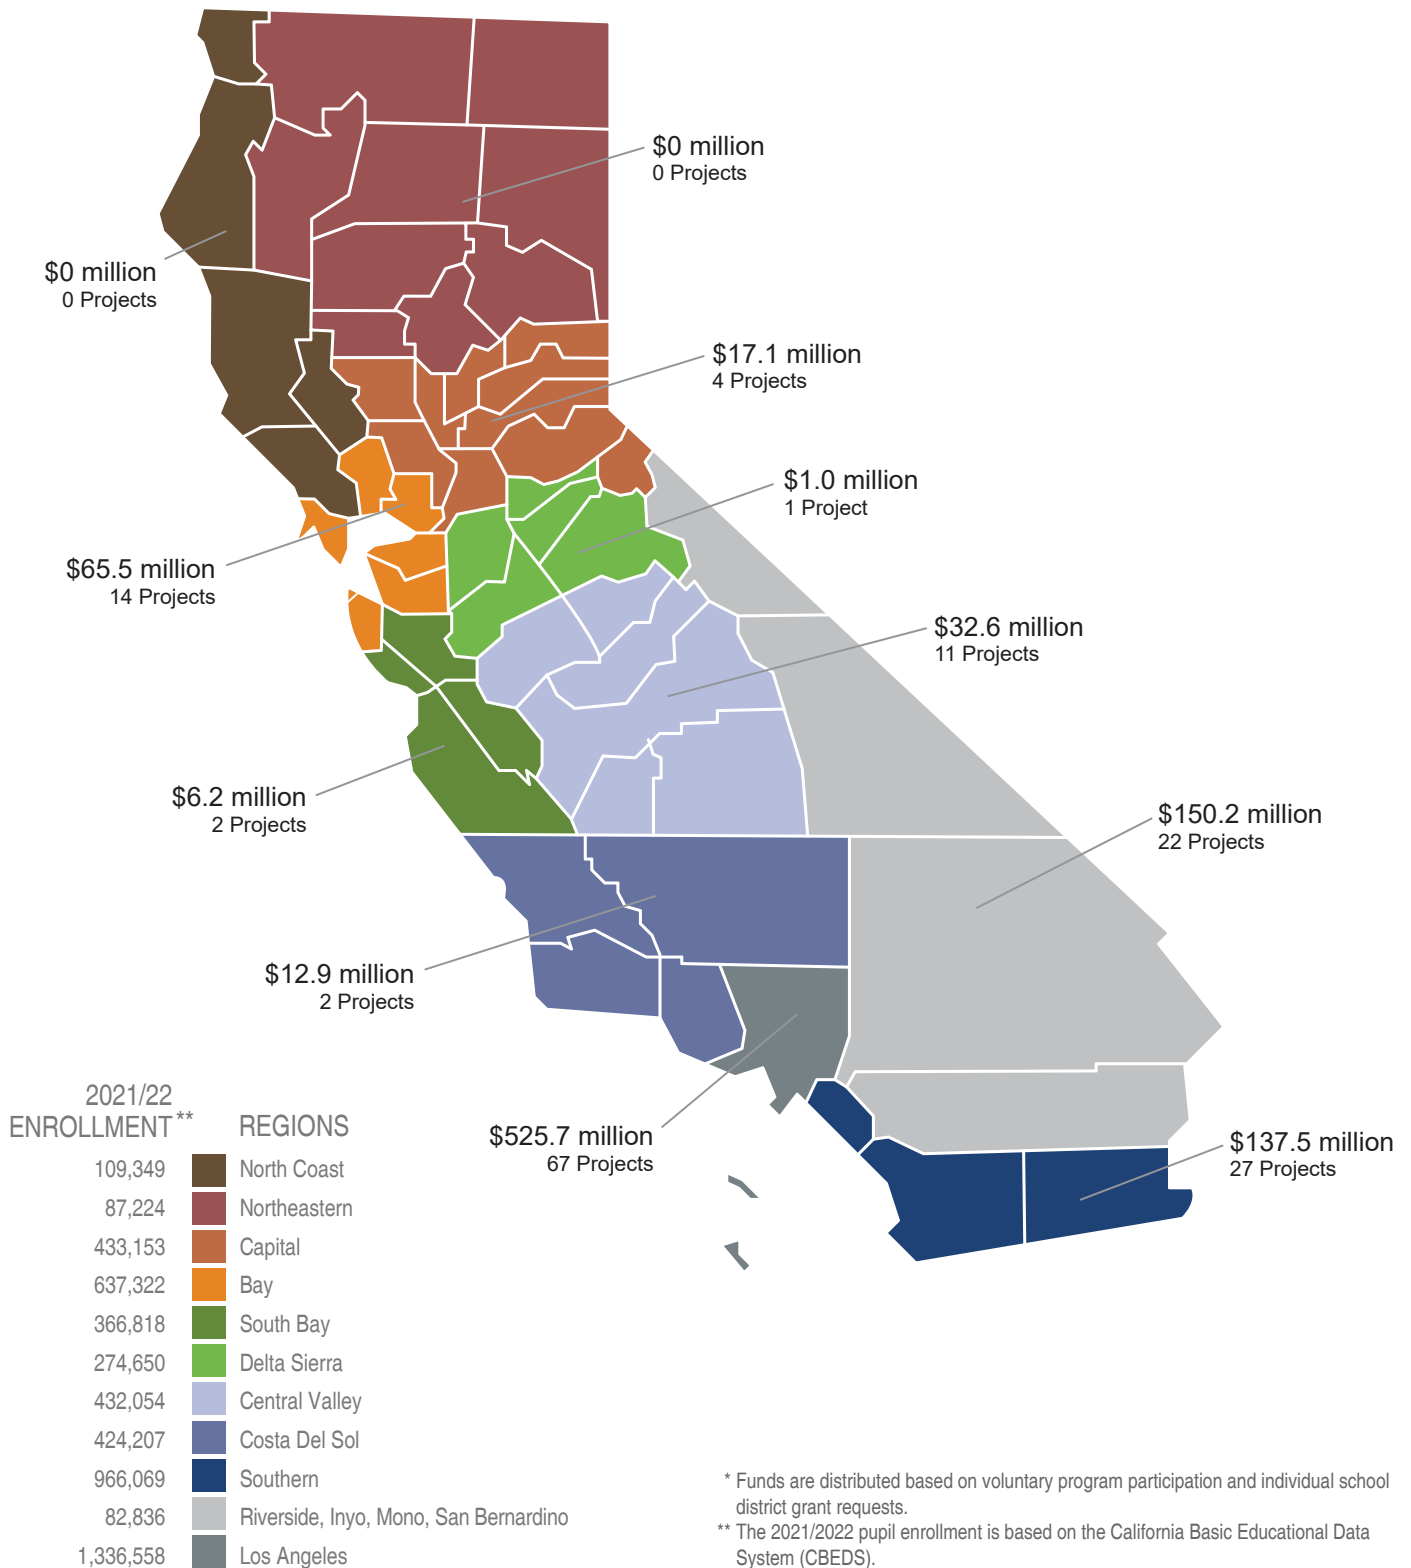 $0 million
0 Projects
$0 million
0 Projects
$17.1 million
4 Projects
$1.0 million
1 Project
$65.5 million
14 Projects
$32.6 million
11 Projects
$6.2 million
2 Projects
$150.2 million
22 Projects
$12.9 million
2 Projects
$525.7 million
67 Projects
$137.5 million
27 Projects
2021/22
ENROLLMENT** REGIONS
109,349 North Coast
87,224 Northeastern
433,153 Capital
637,322 Bay
366,818 South Bay
274,650 Delta Sierra
432,054 Central Valley
424,207 Costa Del Sol
966,069 Southern
82,836 Riverside, Inyo, Mono, San Bernardino
1,336,558 Los Angeles
* Funds are distributed based on voluntary program participation and individual school
district grant requests.
** The 2021/2022 pupil enrollment is based on the California Basic Educational Data
System (CBEDS).